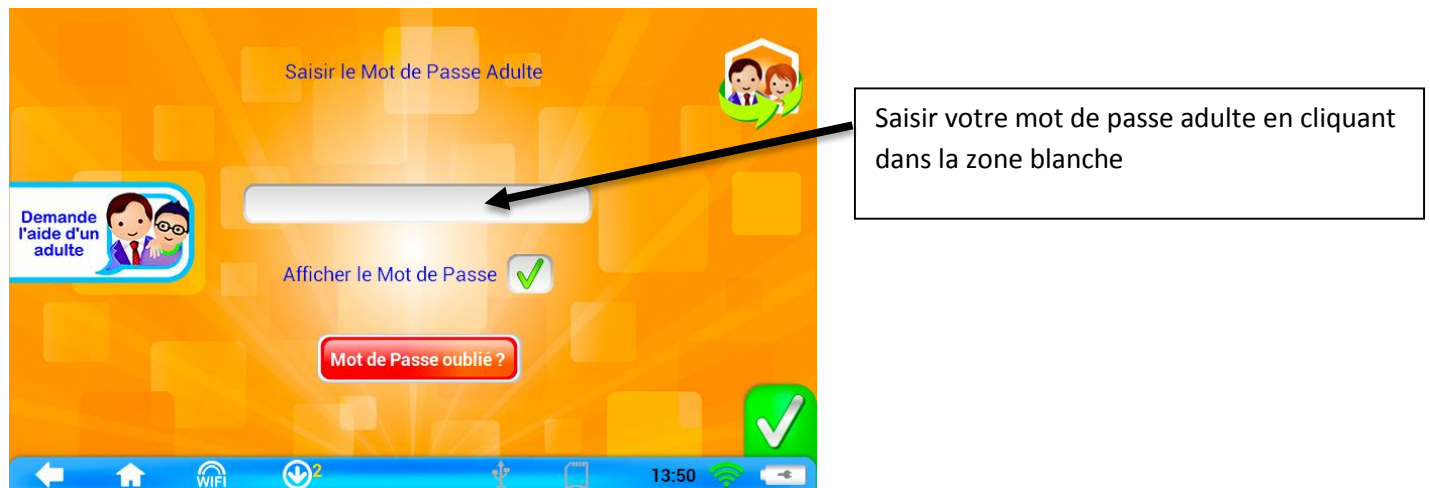 Saisir le Mot de Passe Adulte
Saisir votre mot de passe adulte en cliquant
dans la zone blanche
Demande
l'aide d'un
adulte
Afficher le Mot de Passe
Mot de Passe oublié ?
WiFi
2
13:50